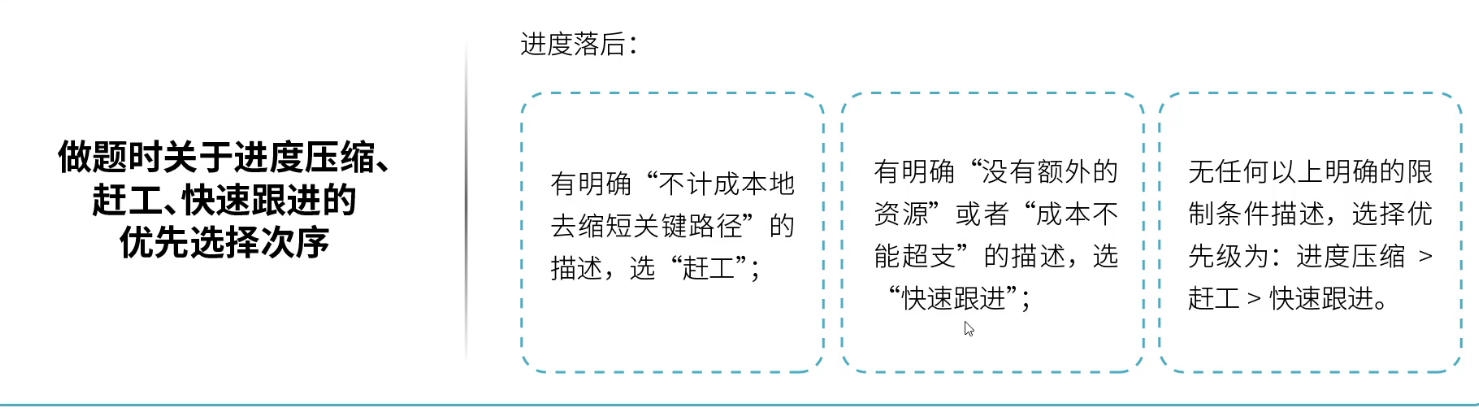 做题时关于进度压缩、
赶工、快速跟进的
优先选择次序
进度落后：
有明确“不计成本地
去缩短关键路径”的
描述，选“赶工”；
有明确“没有额外的
资源”或者“成本不
能超支”的描述，选
“快速跟进”；
无任何以上明确的限
制条件描述，选择优
先级为：进度压缩 >
赶工 > 快速跟进。